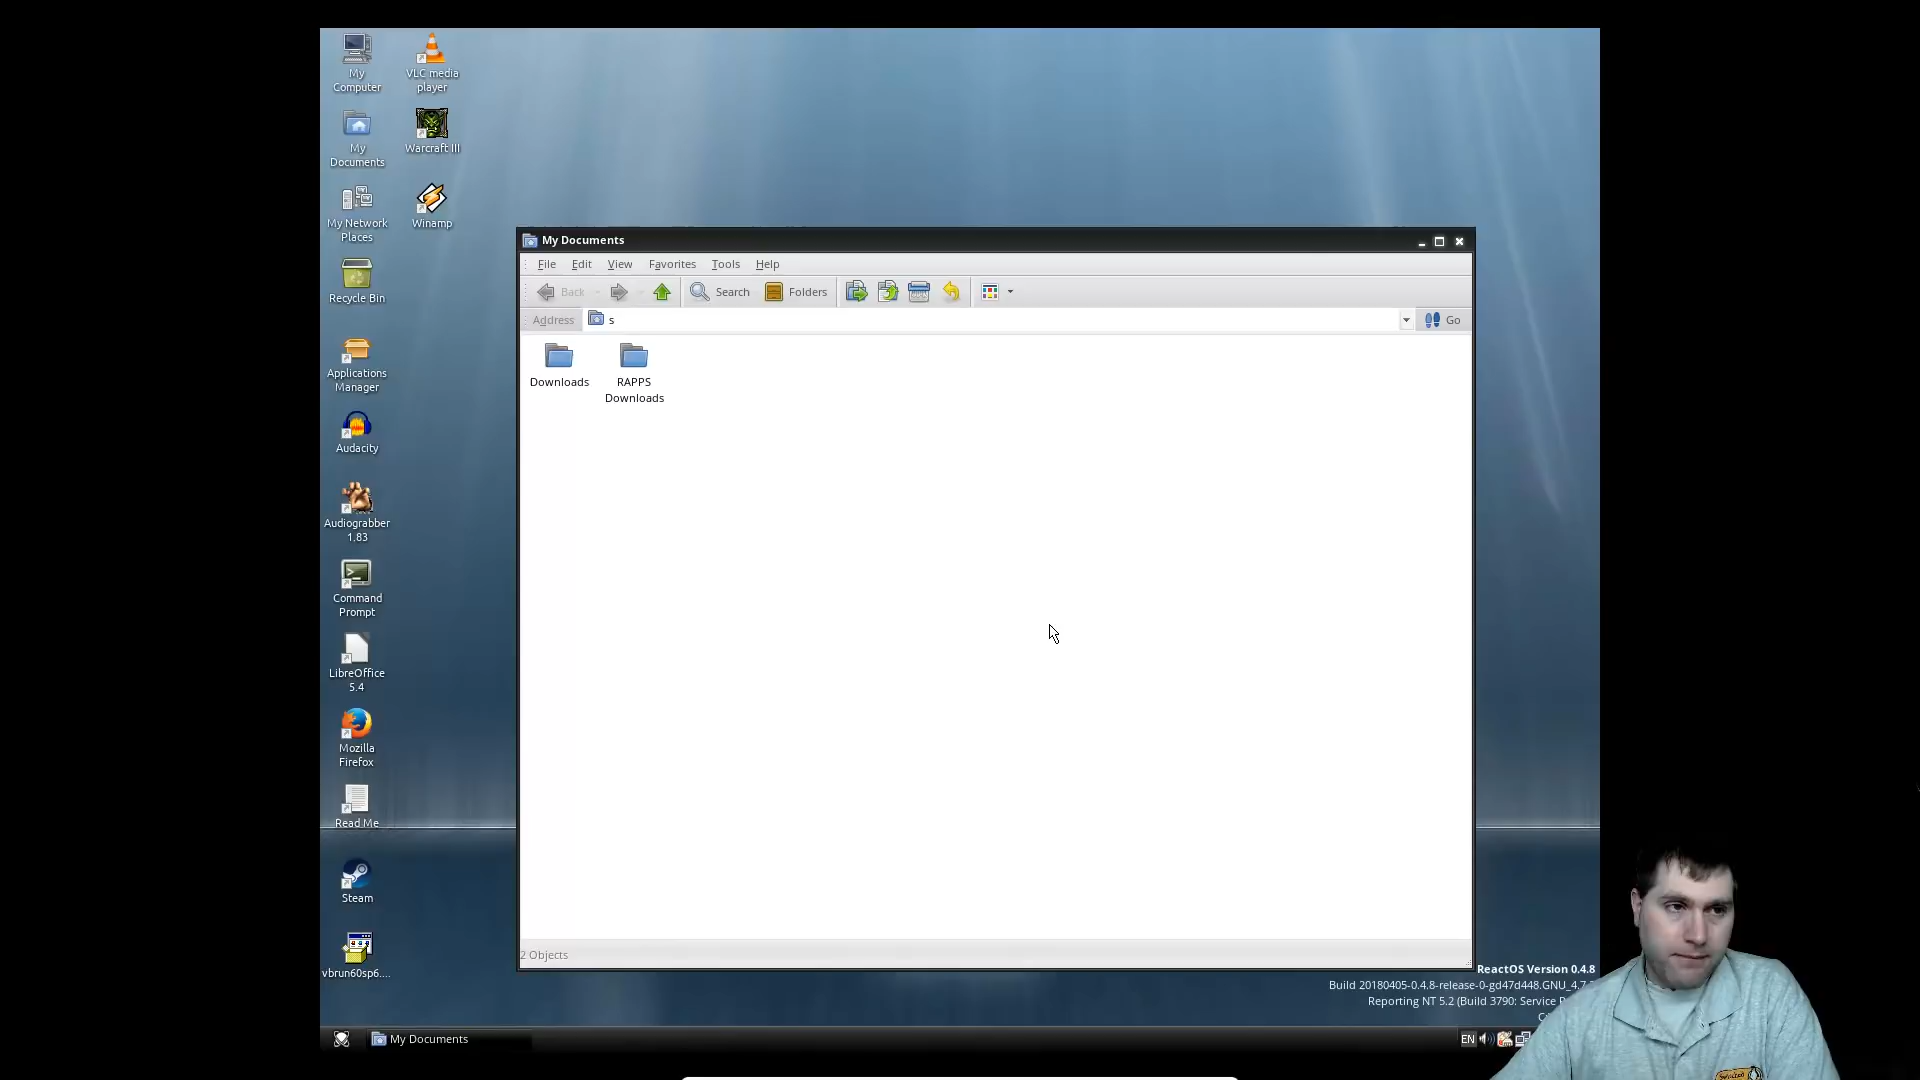 My
Computer
VLC media
player
My
Documents
Warcraft III
My Network
Places
Winamp
Recycle Bin
Applications
Manager
Audacity
Audiograbber
1.83
Command
Prompt
LibreOffice
5.4
Mozilla
Firefox
Read Me
Steam
vbrun60sp6....
My Documents
File Edit View Favorites Tools Help
Back Search Folders
Address s Go
Downloads
RAPPS
Downloads
2 Objects
ReactOS Version 0.4.8
Build 20180405-0.4.8-release-0-gd47d448.GNU_4.7
Reporting NT 5.2 (Build 3790: Service
My Documents
EN